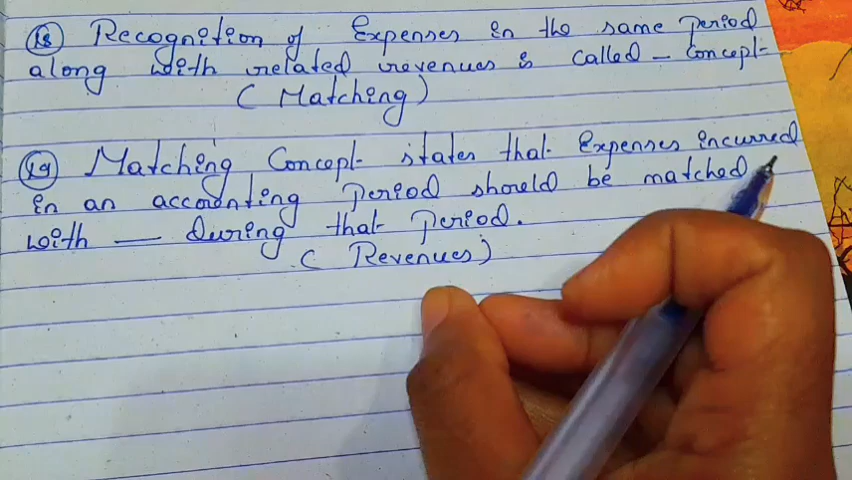 (18) Recognition of Expenses in the same period
along with related revenues is called — concept
(Matching)
(19) Matching Concept states that Expenses incurred
in an accounting period should be matched
with — during that period.
(Revenues)